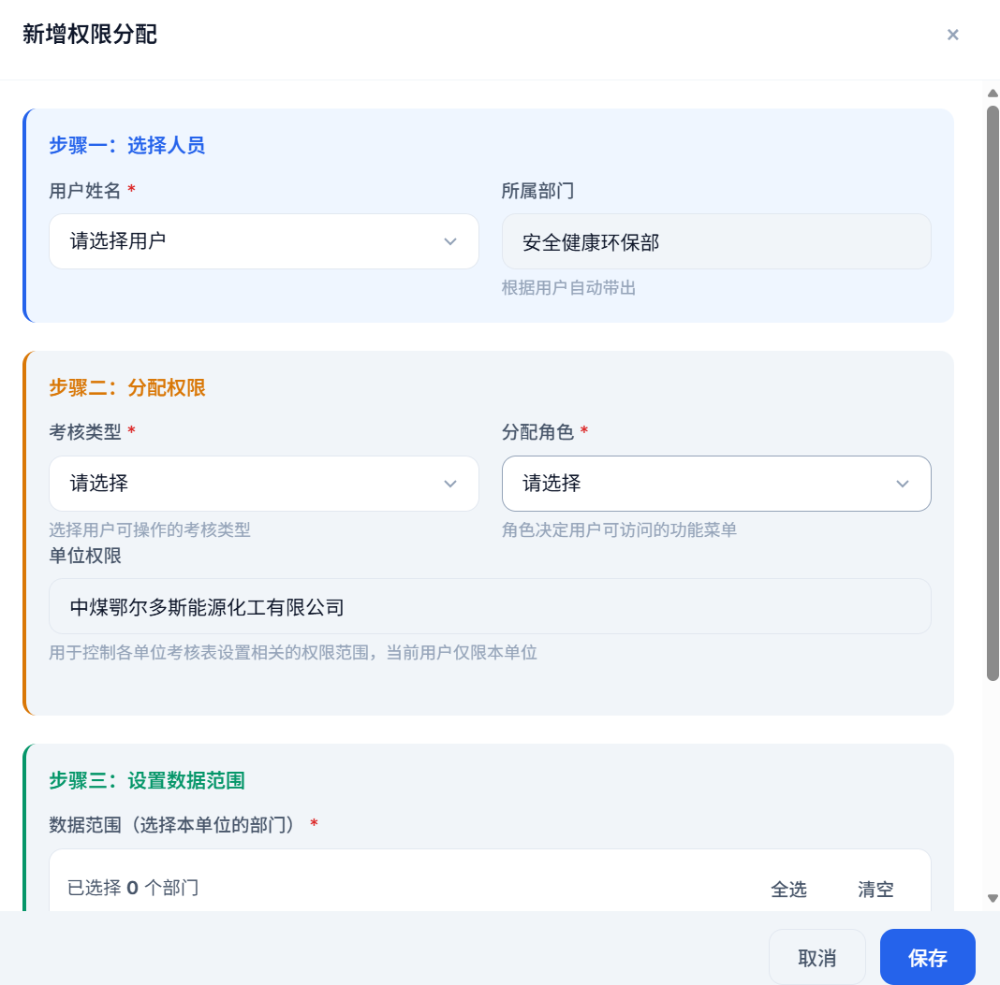 新增权限分配 ×
步骤一：选择人员
用户姓名 * 所属部门
请选择用户 安全健康环保部
根据用户自动带出
步骤二：分配权限
考核类型 * 分配角色 *
请选择 请选择
选择用户可操作的考核类型 角色决定用户可访问的功能菜单
单位权限
中煤鄂尔多斯能源化工有限公司
用于控制各单位考核表设置相关的权限范围，当前用户仅限本单位
步骤三：设置数据范围
数据范围（选择本单位的部门） *
已选择 0 个部门 全选 清空
取消 保存